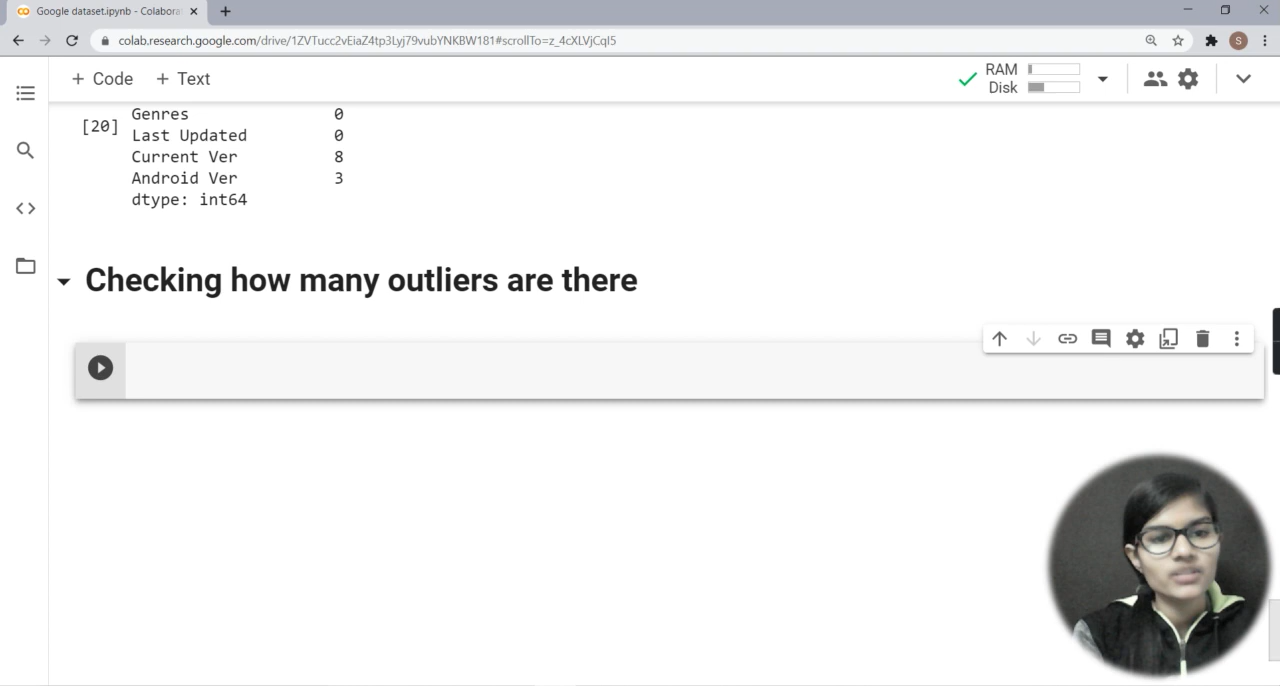 Google dataset.ipynb - Colabora
colab.research.google.com/drive/1ZVTucc2vEiaZ4tp3Lyj79vubYNKBW181#scrollTo=z_4cXLVjCqI5
S
+ Code + Text
RAM
Disk
[20]
Genres 0
Last Updated 0
Current Ver 8
Android Ver 3
dtype: int64
Checking how many outliers are there